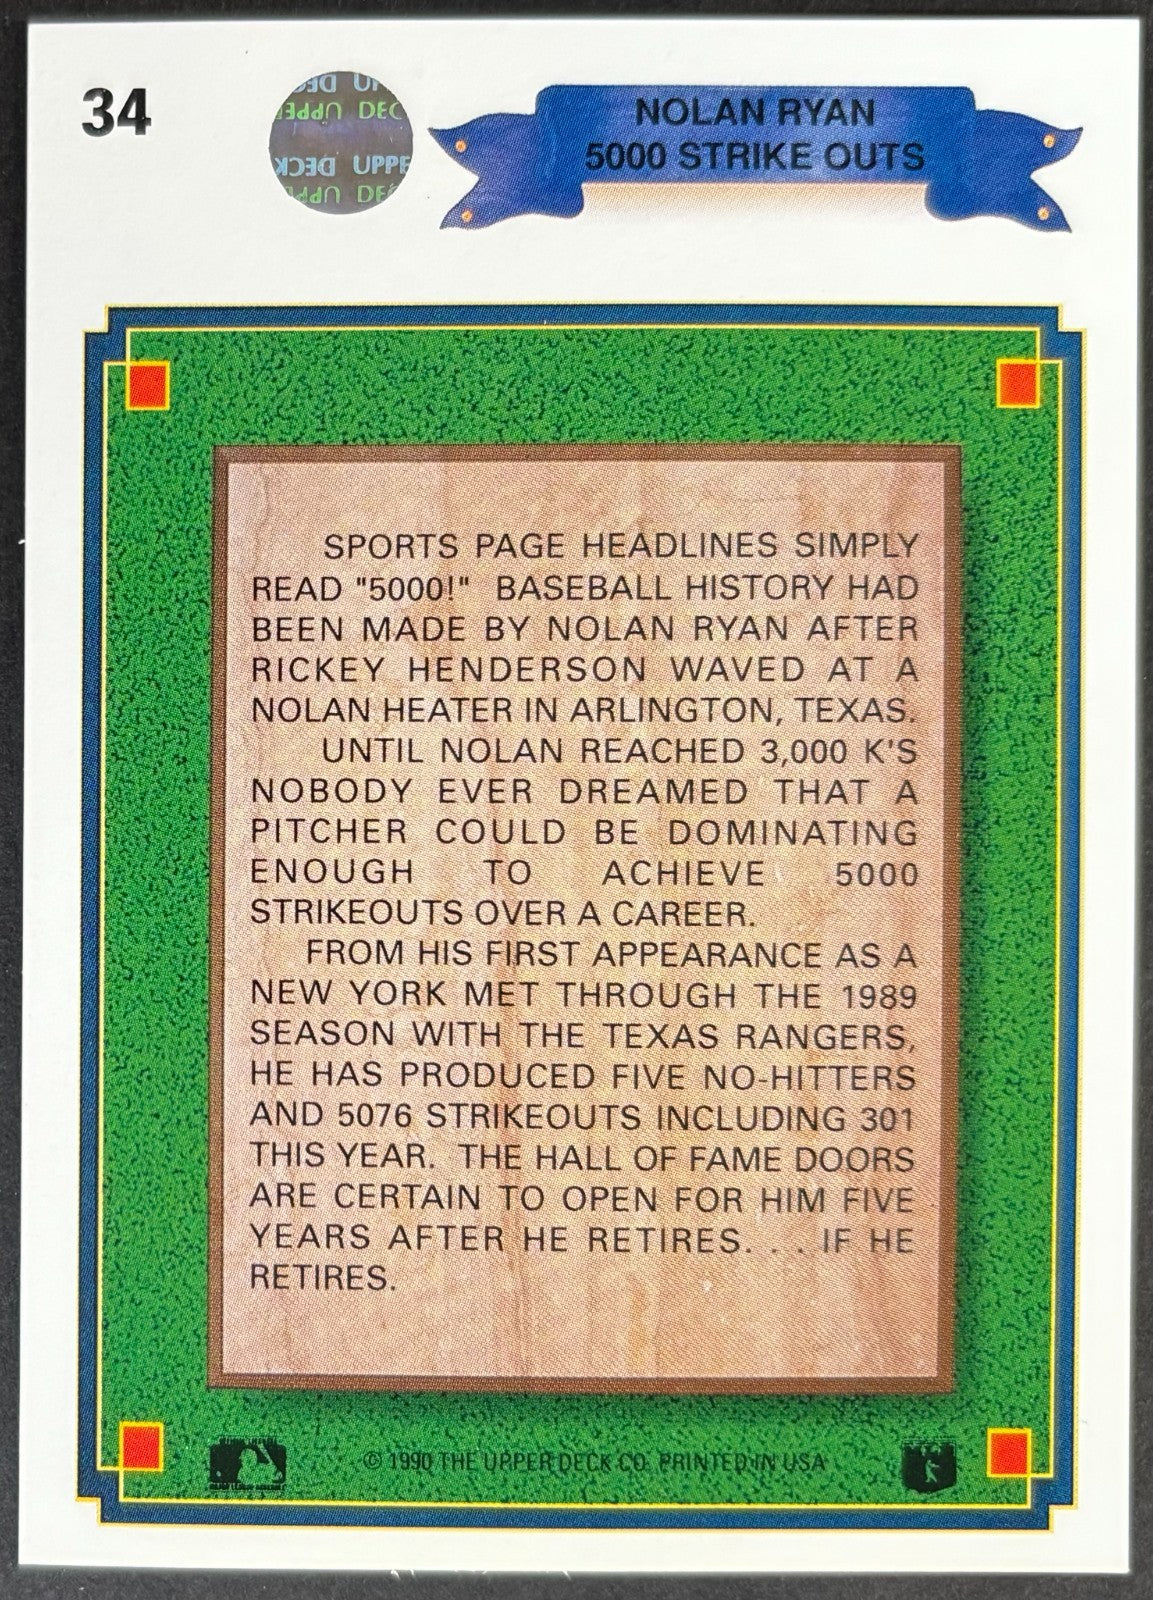 34
UPPER DECK
NOLAN RYAN
5000 STRIKE OUTS
SPORTS PAGE HEADLINES SIMPLY
READ "5000!" BASEBALL HISTORY HAD
BEEN MADE BY NOLAN RYAN AFTER
RICKEY HENDERSON WAVED AT A
NOLAN HEATER IN ARLINGTON, TEXAS.
UNTIL NOLAN REACHED 3,000 K'S
NOBODY EVER DREAMED THAT A
PITCHER COULD BE DOMINATING
ENOUGH TO ACHIEVE 5000
STRIKEOUTS OVER A CAREER.
FROM HIS FIRST APPEARANCE AS A
NEW YORK MET THROUGH THE 1989
SEASON WITH THE TEXAS RANGERS,
HE HAS PRODUCED FIVE NO-HITTERS
AND 5076 STRIKEOUTS INCLUDING 301
THIS YEAR. THE HALL OF FAME DOORS
ARE CERTAIN TO OPEN FOR HIM FIVE
YEARS AFTER HE RETIRES. . . IF HE
RETIRES.
© 1990 THE UPPER DECK CO. PRINTED IN USA